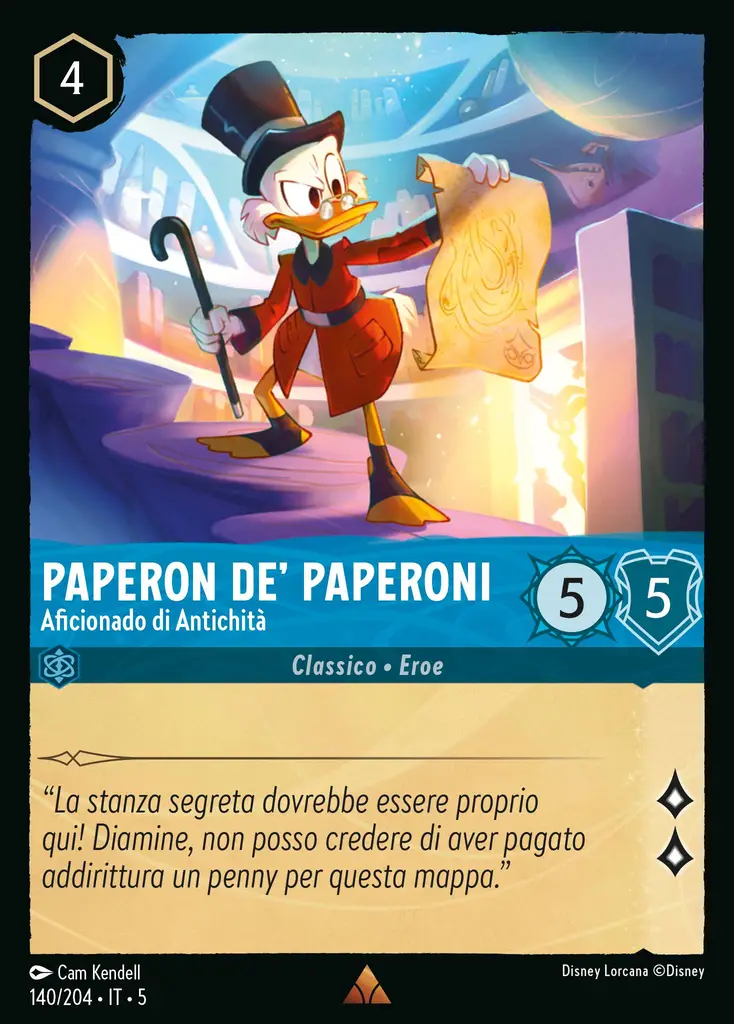 4
PAPERON DE' PAPERONI
Aficionado di Antichità
5
5
Classico • Eroe
“La stanza segreta dovrebbe essere proprio
qui! Diamine, non posso credere di aver pagato
addirittura un penny per questa mappa.”
Cam Kendell
Disney Lorcana ©Disney
140/204 • IT • 5